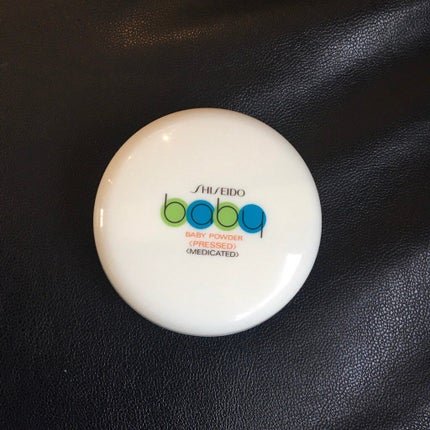 SHISEIDO
baby
BABY POWDER
<PRESSED>
<MEDICATED>